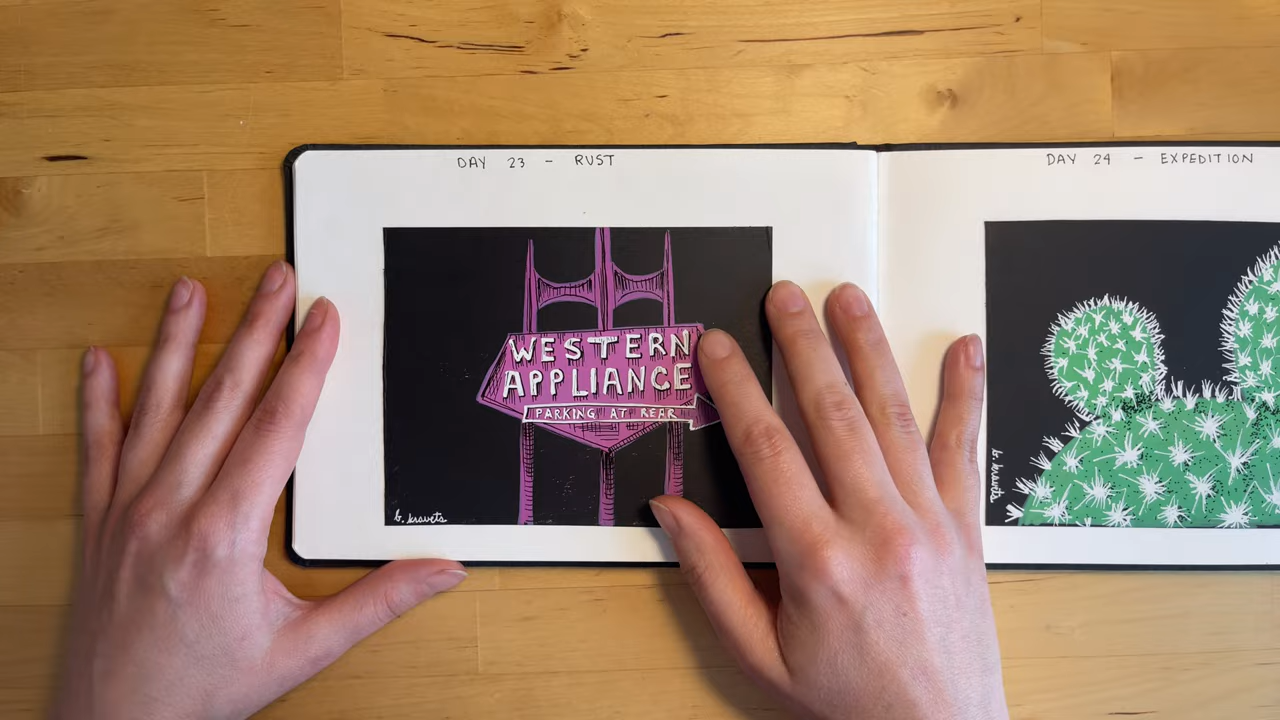 DAY 23 - RUST
WESTERN
APPLIANCE
PARKING AT REAR
b. kravets
DAY 24 - EXPEDITION
b. kravets